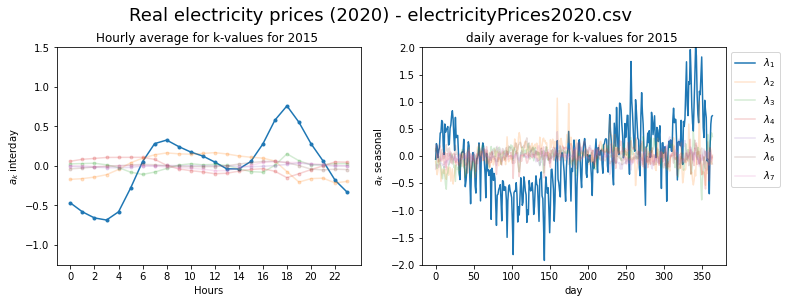 Real electricity prices (2020) - electricityPrices2020.csv
Hourly average for k-values for 2015
1.5
1.0
0.5
0.0
−0.5
−1.0
a_k interday
0 2 4 6 8 10 12 14 16 18 20 22
Hours
daily average for k-values for 2015
2.0
1.5
1.0
0.5
0.0
−0.5
−1.0
−1.5
−2.0
a_k seasonal
0 50 100 150 200 250 300 350
day
λ₁
λ₂
λ₃
λ₄
λ₅
λ₆
λ₇